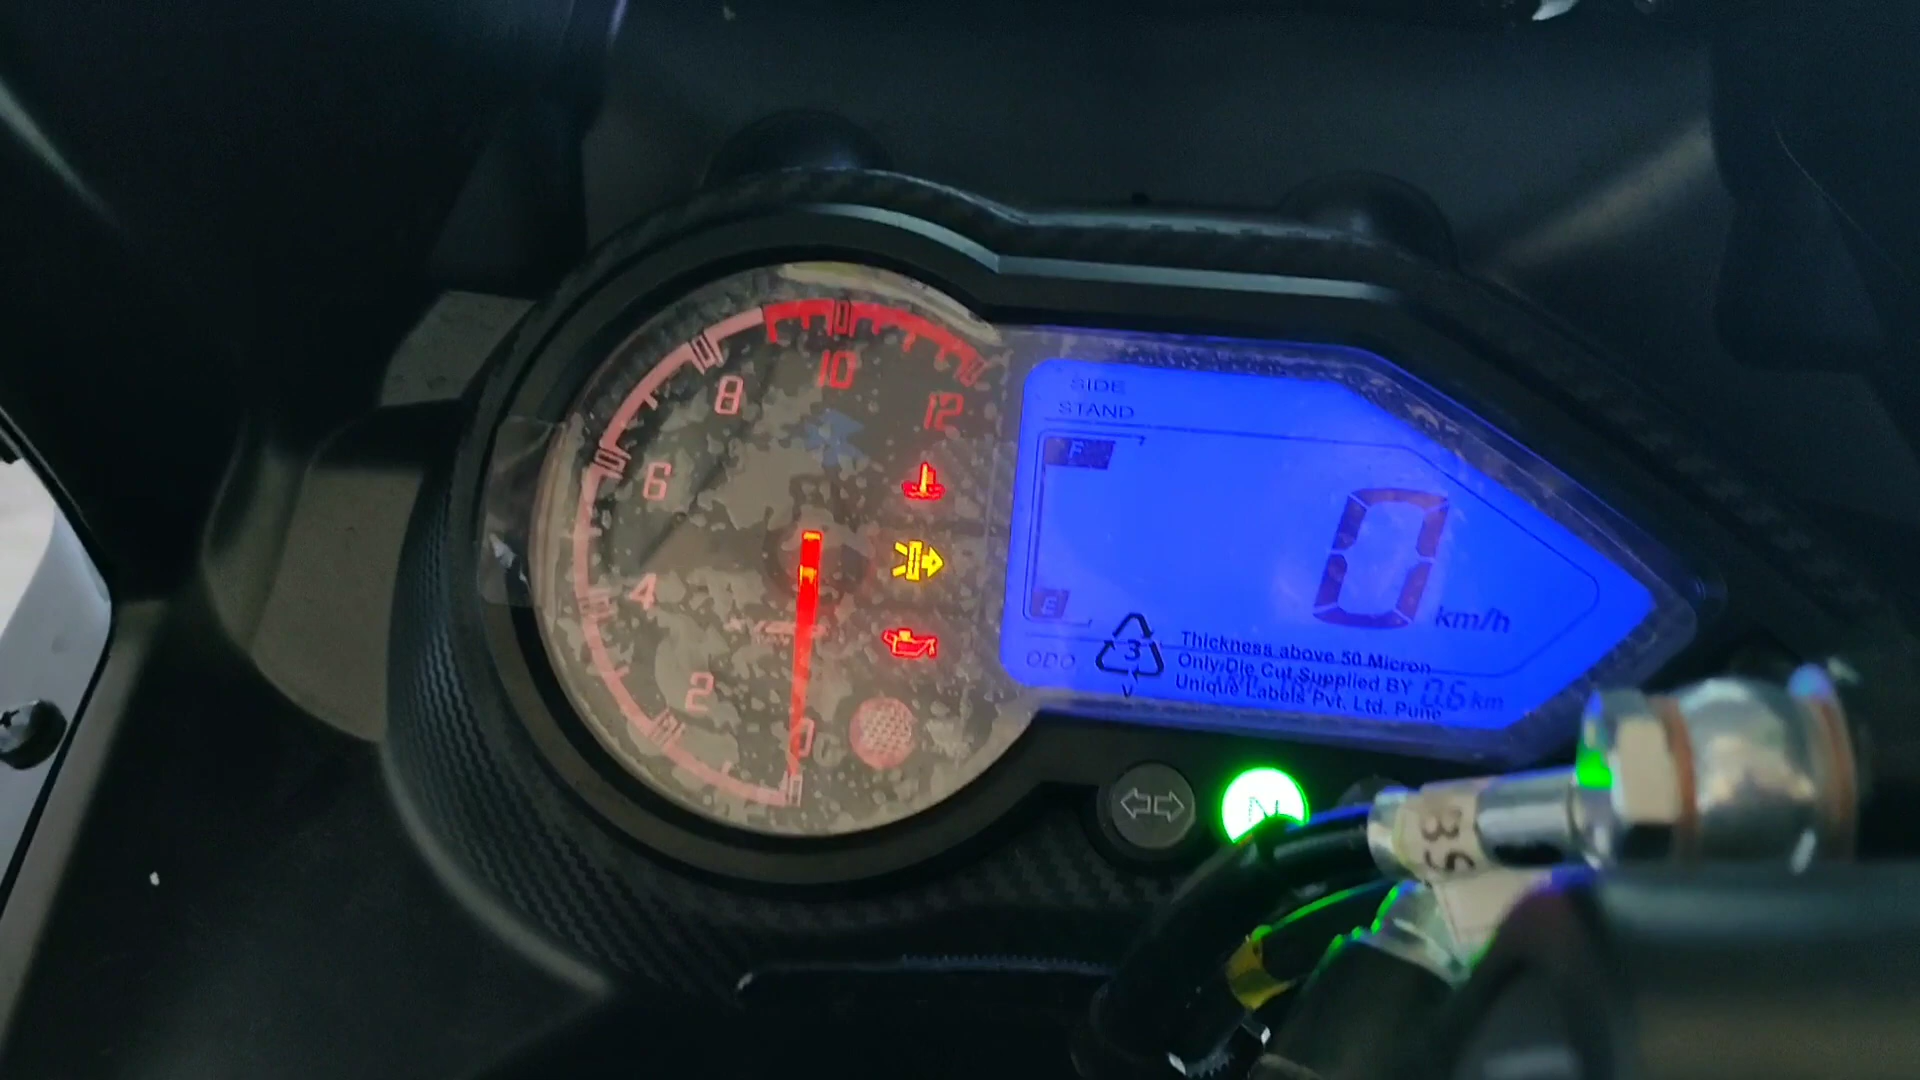 0
2
4
6
8
10
12
SIDE
STAND
F
E
0
km/h
ODO
0.6 km
3
V
Thickness above 50 Micron
Only/Die Cut Supplied BY
Unique Labels Pvt. Ltd. Pune
N